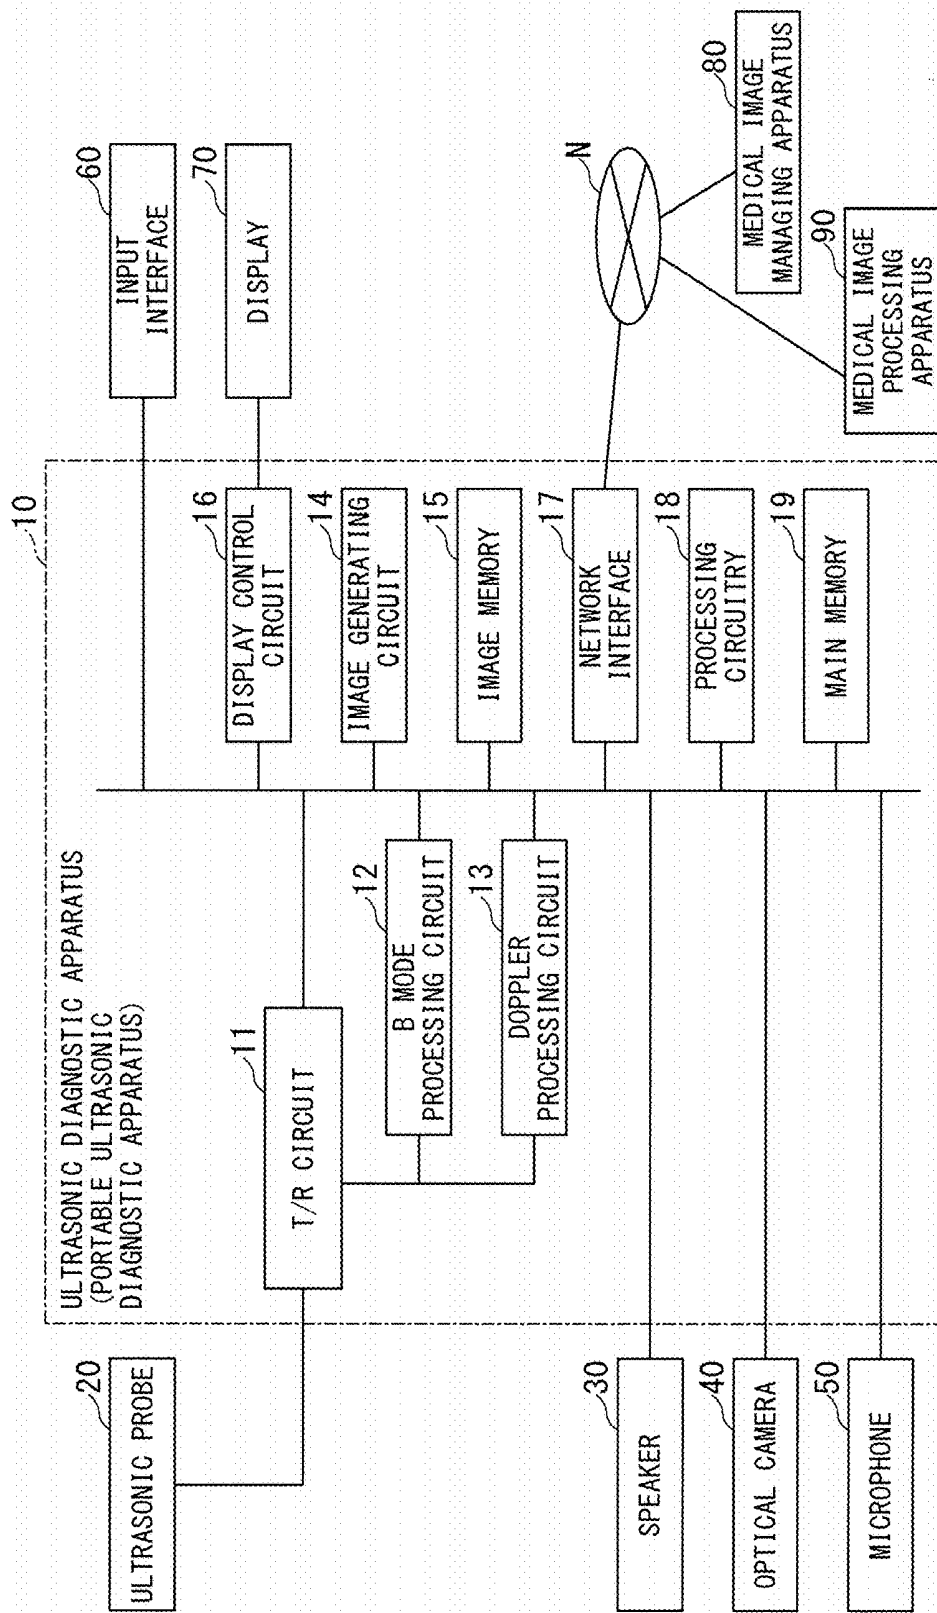 10
ULTRASONIC DIAGNOSTIC APPARATUS
(PORTABLE ULTRASONIC
DIAGNOSTIC APPARATUS)
20
ULTRASONIC PROBE
11
T/R CIRCUIT
12
B MODE
PROCESSING CIRCUIT
13
DOPPLER
PROCESSING CIRCUIT
30
SPEAKER
40
OPTICAL CAMERA
50
MICROPHONE
16
DISPLAY CONTROL
CIRCUIT
14
IMAGE GENERATING
CIRCUIT
15
IMAGE MEMORY
17
NETWORK
INTERFACE
18
PROCESSING
CIRCUITRY
19
MAIN MEMORY
60
INPUT
INTERFACE
70
DISPLAY
N
80
MEDICAL IMAGE
MANAGING APPARATUS
90
MEDICAL IMAGE
PROCESSING
APPARATUS